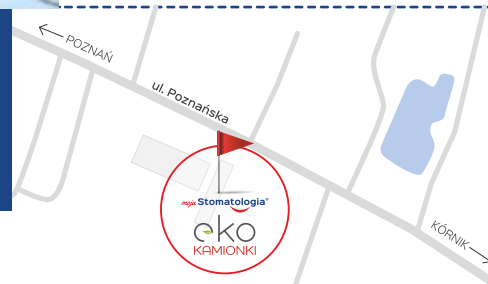 POZNAŃ
ul. Poznańska
moja Stomatologia®
eko
KAMIONKI
KÓRNIK